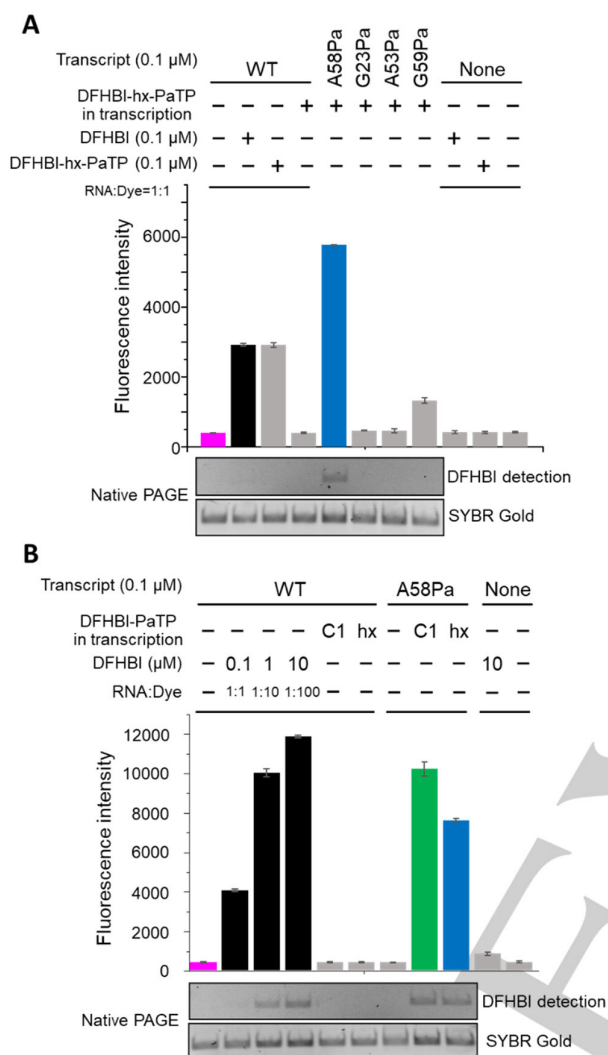 A
Transcript (0.1 µM) WT A58Pa G23Pa A53Pa G59Pa None
DFHBI-hx-PaTP
in transcription – – – + + + + + – – –
DFHBI (0.1 µM) – + – – – – – – + – –
DFHBI-hx-PaTP (0.1 µM) – – + – – – – – – + –
RNA:Dye=1:1
Fluorescence intensity
6000
4000
2000
0
Native PAGE
DFHBI detection
SYBR Gold
B
Transcript (0.1 µM) WT A58Pa None
DFHBI-PaTP
in transcription – – – – C1 hx – C1 hx – –
DFHBI (µM) – 0.1 1 10 – – – – – 10 –
RNA:Dye – 1:1 1:10 1:100 – – – – – – –
Fluorescence intensity
12000
10000
8000
6000
4000
2000
0
Native PAGE
DFHBI detection
SYBR Gold